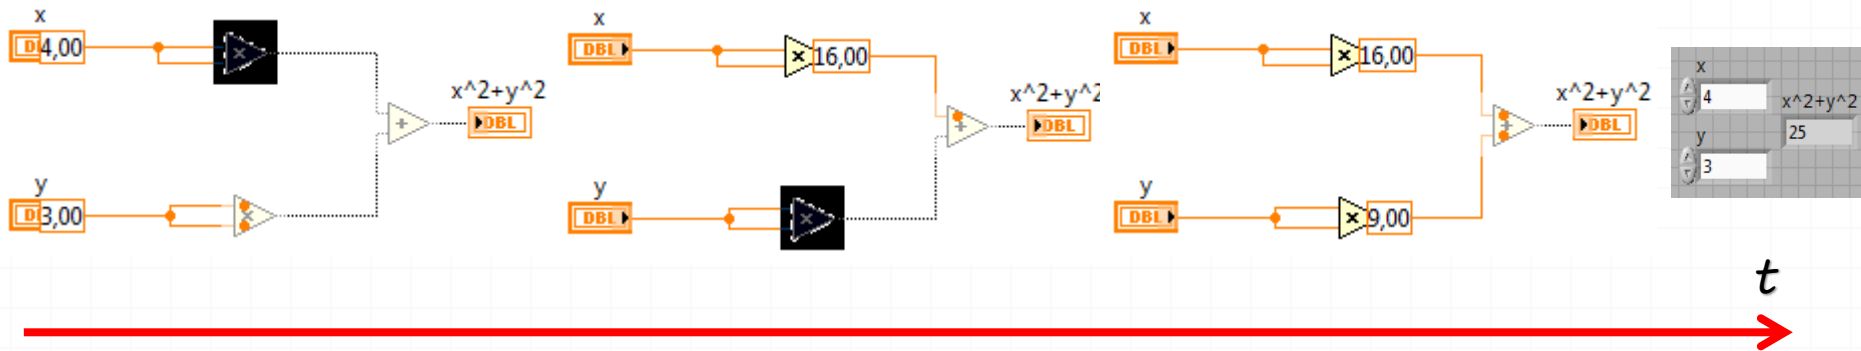 x
D 4,00
×
x^2+y^2
+
DBL
y
D 3,00
×
x
DBL
× 16,00
x^2+y^2
+
DBL
y
DBL
×
x
DBL
× 16,00
x^2+y^2
+
DBL
y
DBL
× 9,00
x
4
x^2+y^2
25
y
3
t